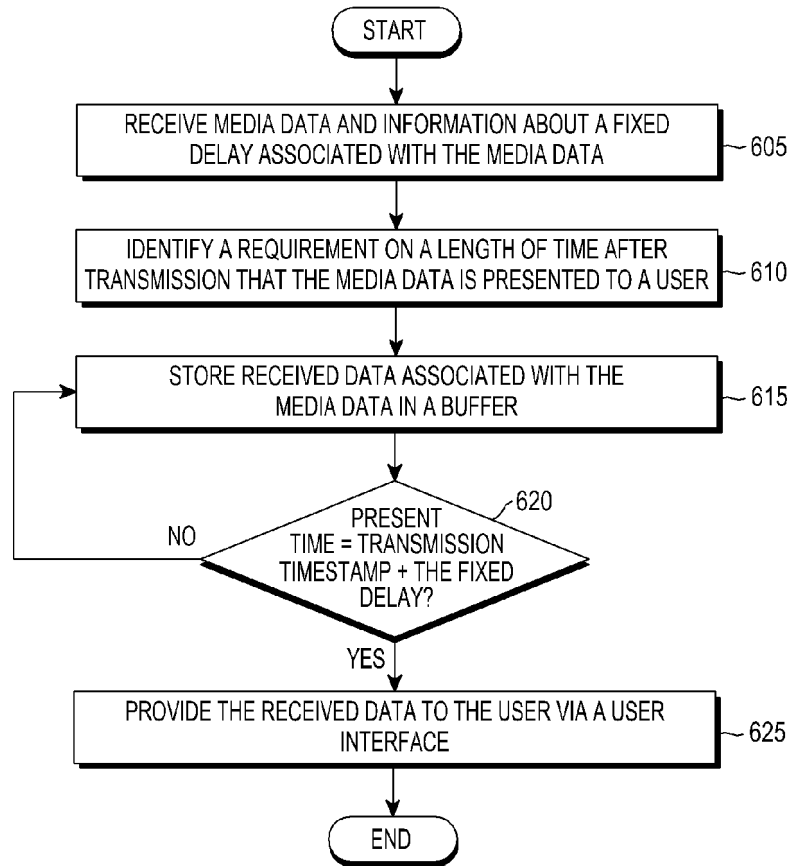 START
RECEIVE MEDIA DATA AND INFORMATION ABOUT A FIXED
DELAY ASSOCIATED WITH THE MEDIA DATA
605
IDENTIFY A REQUIREMENT ON A LENGTH OF TIME AFTER
TRANSMISSION THAT THE MEDIA DATA IS PRESENTED TO A USER
610
STORE RECEIVED DATA ASSOCIATED WITH THE
MEDIA DATA IN A BUFFER
615
620
PRESENT
TIME = TRANSMISSION
TIMESTAMP + THE FIXED
DELAY?
NO
YES
PROVIDE THE RECEIVED DATA TO THE USER VIA A USER
INTERFACE
625
END